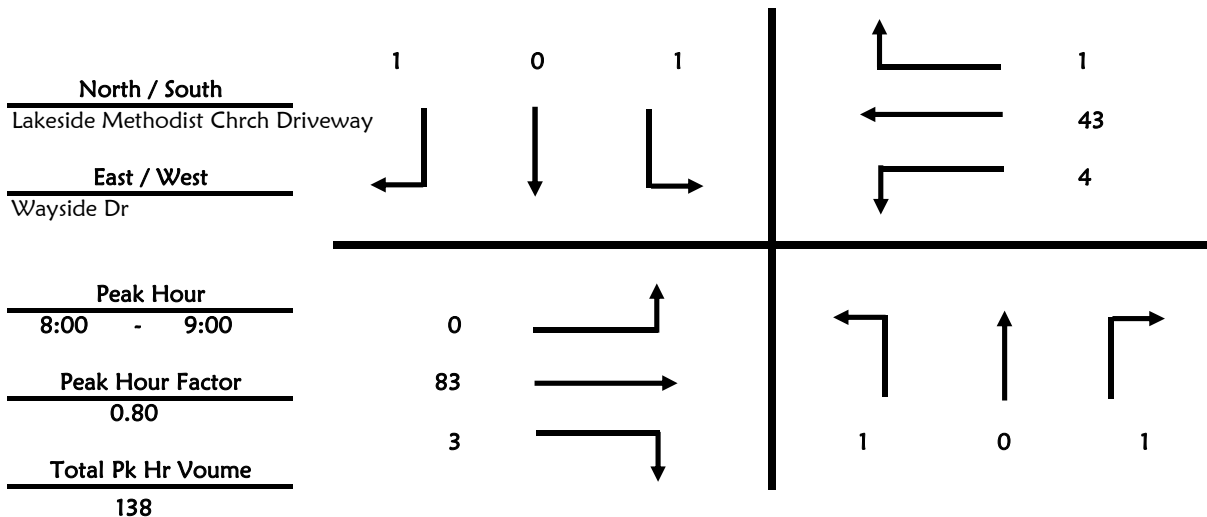 North / South
Lakeside Methodist Chrch Driveway
East / West
Wayside Dr
Peak Hour
8:00 - 9:00
Peak Hour Factor
0.80
Total Pk Hr Voume
138
1 0 1
1
43
4
0
83
3
1 0 1